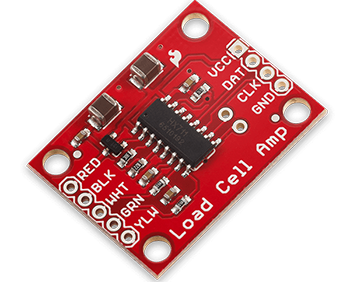 VCC
DAT
CLK
GND
RED
BLK
WHT
GRN
YLW
Load Cell Amp